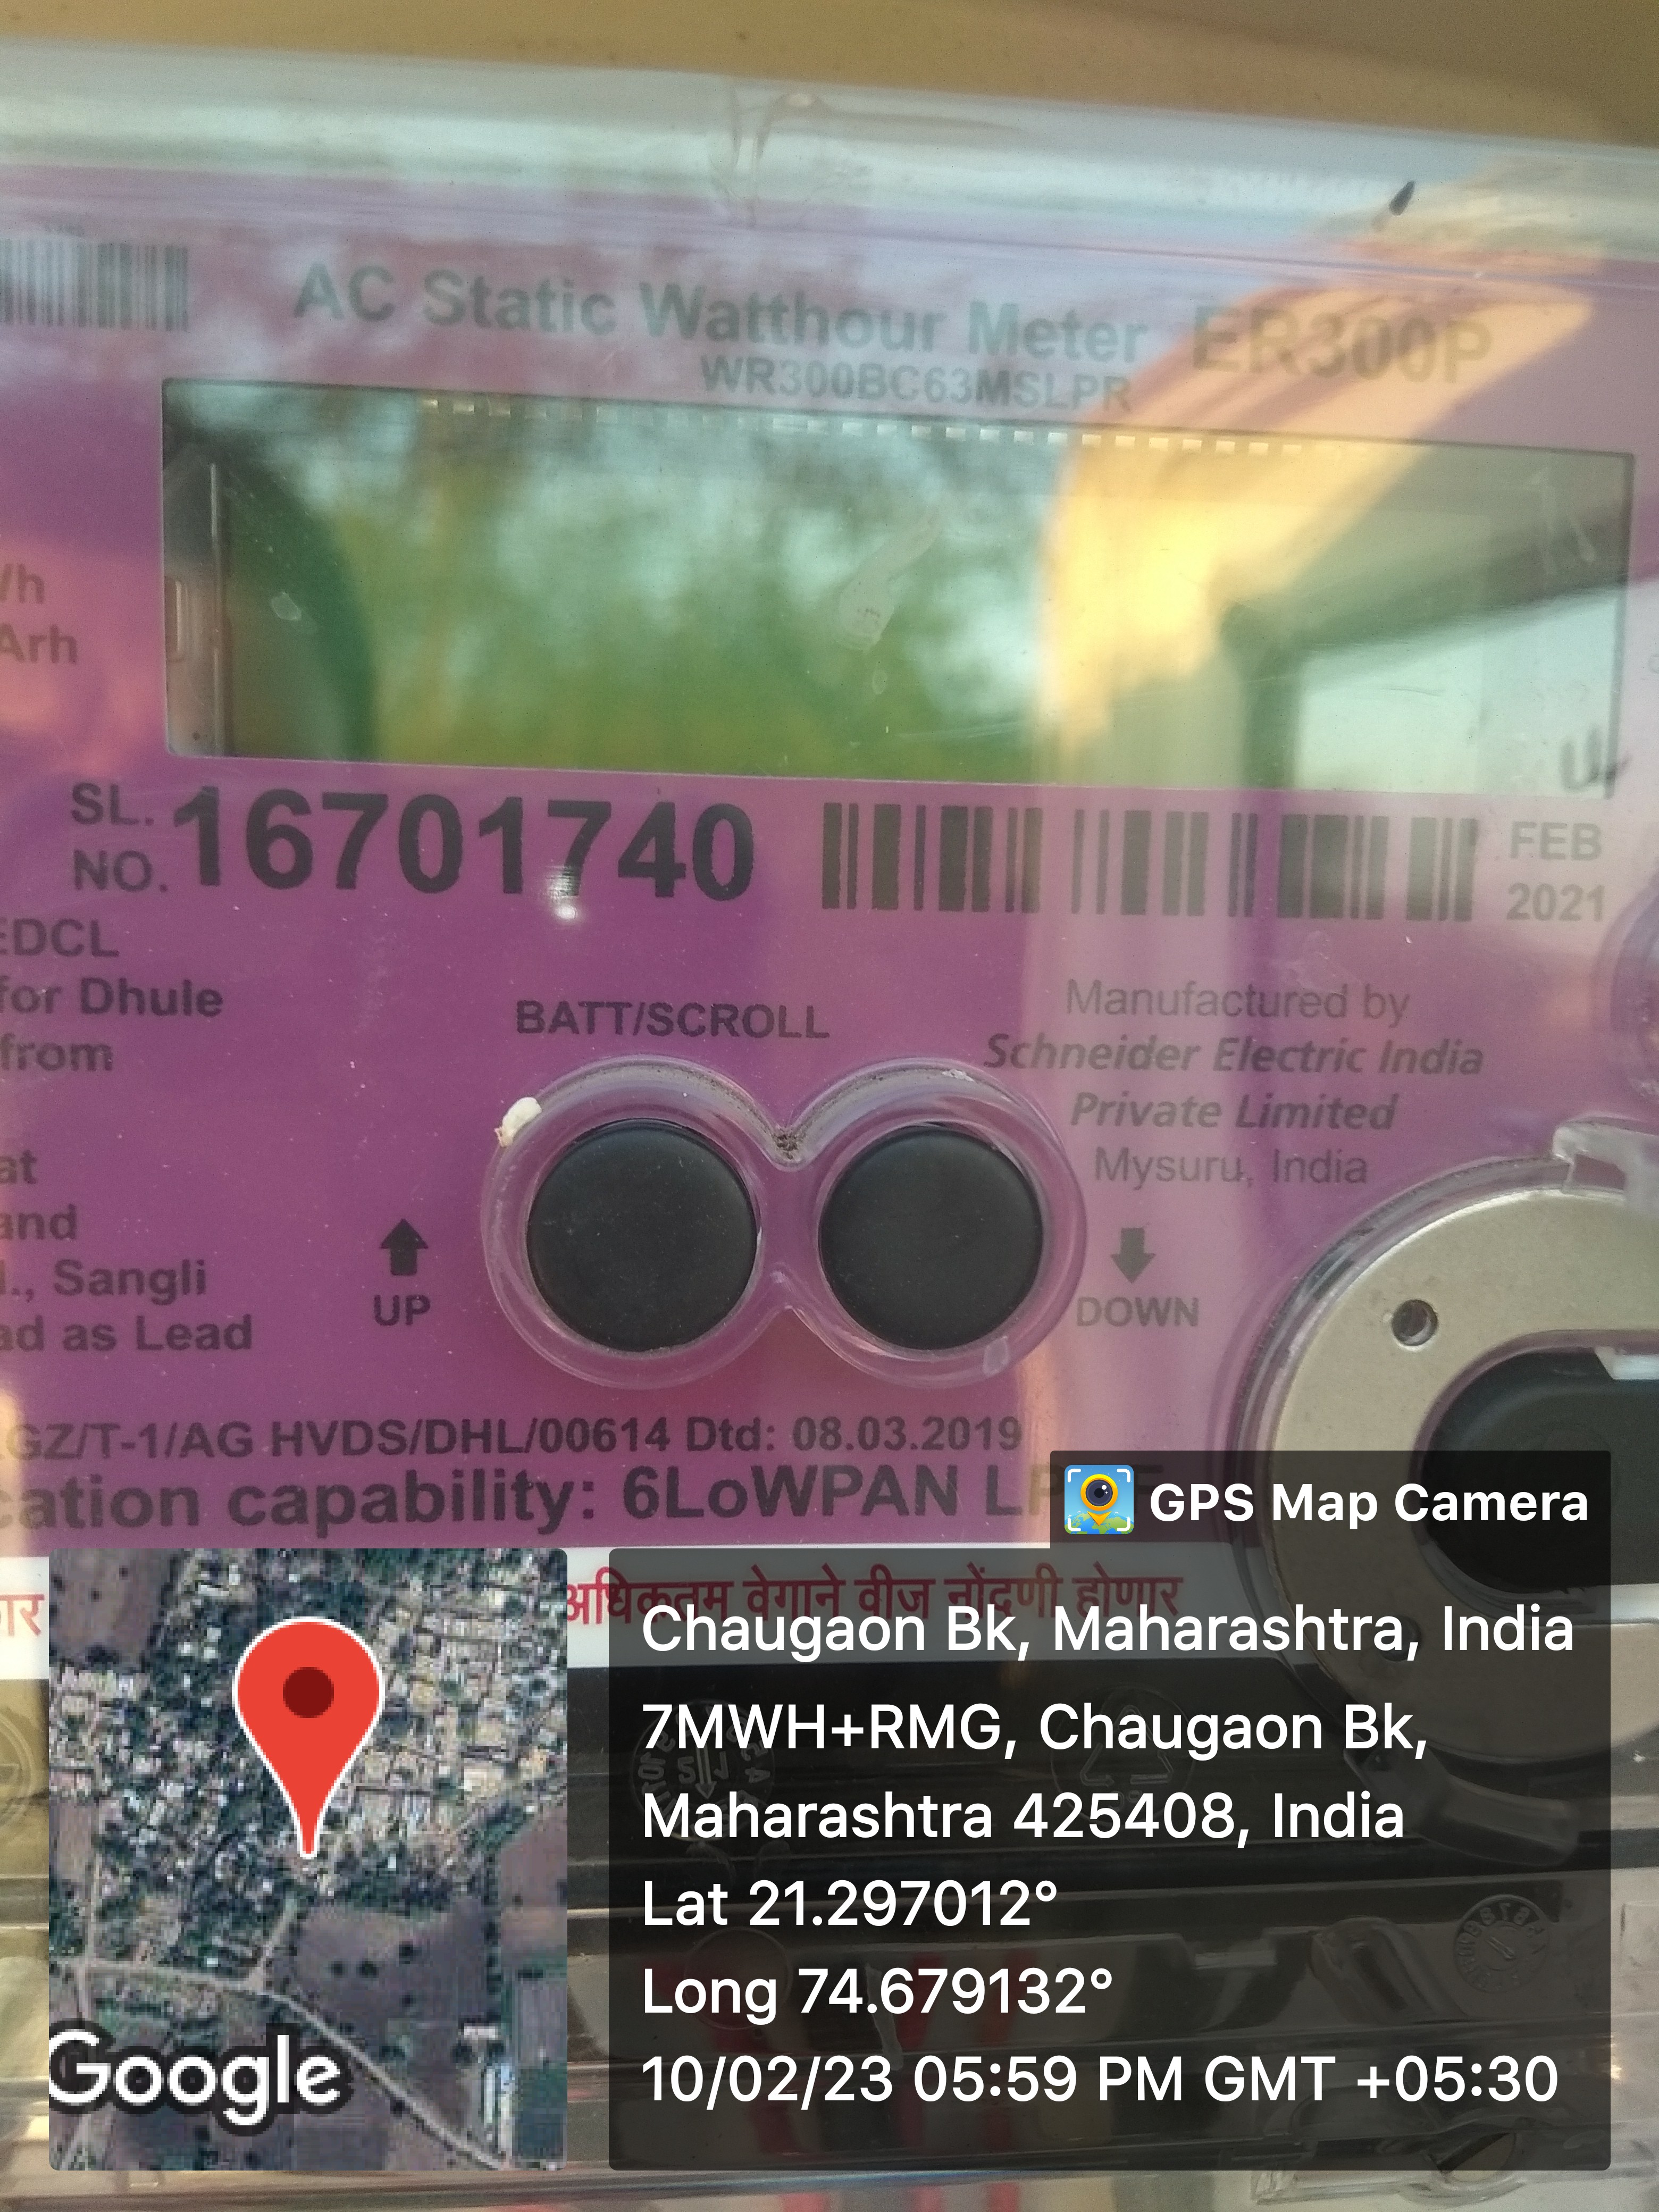 AC Static Watthour Meter ER300P
WR300BC63MSLPR
Arh
SL. NO. 16701740
FEB 2021
EDCL
for Dhule
from
BATT/SCROLL
Manufactured by
Schneider Electric India
Private Limited
Mysuru, India
at
and
Sangli
ad as Lead
UP
DOWN
GZ/T-1/AG HVDS/DHL/00614 Dtd: 08.03.2019
cation capability: 6LoWPAN
अधिकतम वेगाने वीज नोंदणी होणार
GPS Map Camera
Chaugaon Bk, Maharashtra, India
7MWH+RMG, Chaugaon Bk,
Maharashtra 425408, India
Lat 21.297012°
Long 74.679132°
10/02/23 05:59 PM GMT +05:30
Google